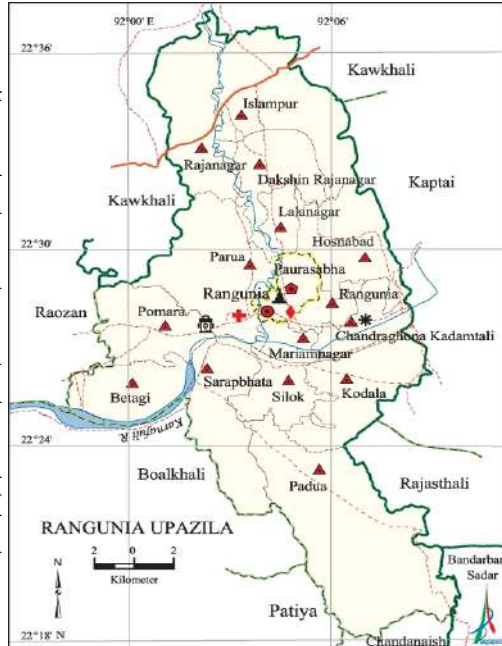 22°00' E
22°06'
22°36'
Kawkhali
Islampur
Rajanagar
Dakshin Rajanagar
Kaptai
Kawkhali
Lalanagar
22°30'
Hosnabad
Parua
Paurasabha
Rangunia
Rangunia
Raozan
Pomara
Chandraghona Kadamtali
Mariamnagar
Sarapbhata
Betagi
Silok
Kodala
Karnafuli R
22°24'
Boalkhali
Padua
Rajasthali
RANGUNIA UPAZILA
2 0 2
Kilometer
N
S
Bandarban
Sadar
Patiya
22°18' N
Chandanaish